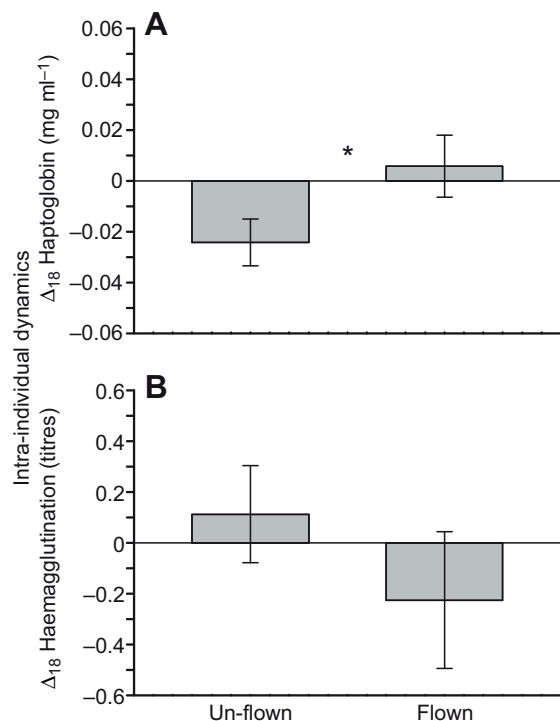 A
0.06
0.04
0.02
0
–0.02
–0.04
–0.06
*
Δ18 Haptoglobin (mg ml–1)
Intra-individual dynamics
B
0.6
0.4
0.2
0
–0.2
–0.4
–0.6
Δ18 Haemagglutination (titres)
Un-flown Flown